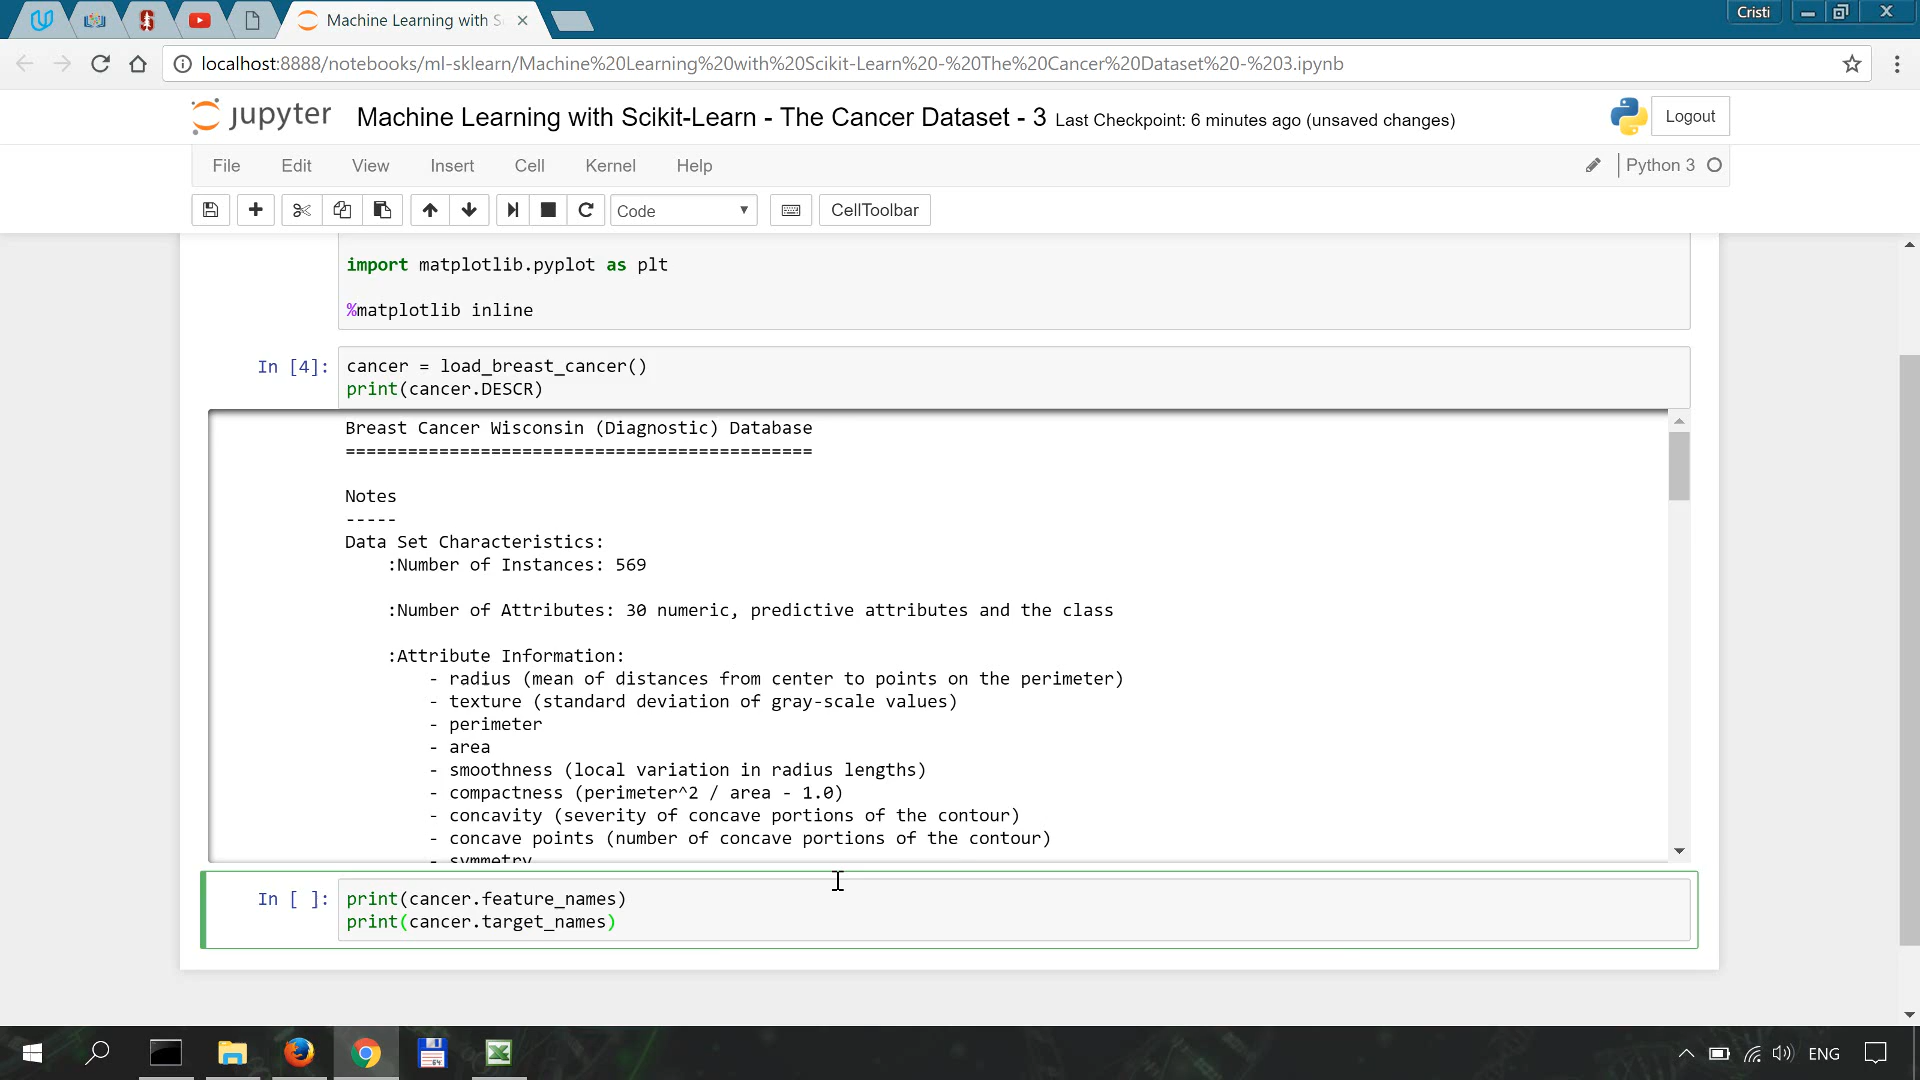 Machine Learning with S
Cristi
localhost:8888/notebooks/ml-sklearn/Machine%20Learning%20with%20Scikit-Learn%20-%20The%20Cancer%20Dataset%20-%203.ipynb
jupyter Machine Learning with Scikit-Learn - The Cancer Dataset - 3 Last Checkpoint: 6 minutes ago (unsaved changes) Logout
File Edit View Insert Cell Kernel Help Python 3
Code CellToolbar
import matplotlib.pyplot as plt
%matplotlib inline
In [4]: cancer = load_breast_cancer()
print(cancer.DESCR)
Breast Cancer Wisconsin (Diagnostic) Database
=============================================
Notes
-----
Data Set Characteristics:
:Number of Instances: 569
:Number of Attributes: 30 numeric, predictive attributes and the class
:Attribute Information:
- radius (mean of distances from center to points on the perimeter)
- texture (standard deviation of gray-scale values)
- perimeter
- area
- smoothness (local variation in radius lengths)
- compactness (perimeter^2 / area - 1.0)
- concavity (severity of concave portions of the contour)
- concave points (number of concave portions of the contour)
- symmetry
In [ ]: print(cancer.feature_names)
print(cancer.target_names)
64
ENG